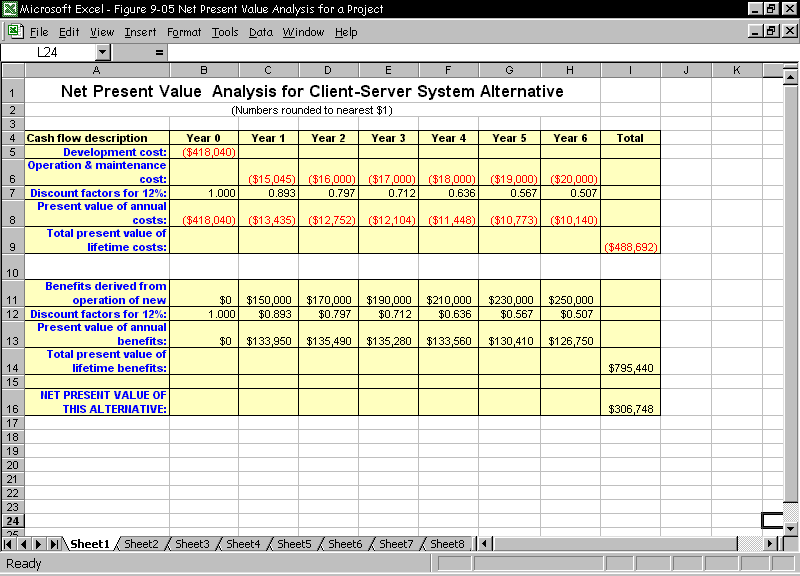 Microsoft Excel - Figure 9-05 Net Present Value Analysis for a Project
File Edit View Insert Format Tools Data Window Help
L24 =
A B C D E F G H I J K
1 Net Present Value Analysis for Client-Server System Alternative
2 (Numbers rounded to nearest $1)
3
4 Cash flow description Year 0 Year 1 Year 2 Year 3 Year 4 Year 5 Year 6 Total
5 Development cost: ($418,040)
Operation & maintenance
6 cost: ($15,045) ($16,000) ($17,000) ($18,000) ($19,000) ($20,000)
7 Discount factors for 12%: 1.000 0.893 0.797 0.712 0.636 0.567 0.507
Present value of annual
8 costs: ($418,040) ($13,435) ($12,752) ($12,104) ($11,448) ($10,773) ($10,140)
Total present value of
9 lifetime costs: ($488,692)
10
Benefits derived from
11 operation of new $0 $150,000 $170,000 $190,000 $210,000 $230,000 $250,000
12 Discount factors for 12%: 1.000 $0.893 $0.797 $0.712 $0.636 $0.567 $0.507
Present value of annual
13 benefits: $0 $133,950 $135,490 $135,280 $133,560 $130,410 $126,750
Total present value of
14 lifetime benefits: $795,440
15
NET PRESENT VALUE OF
16 THIS ALTERNATIVE: $306,748
17
18
19
20
21
22
23
24
25
Sheet1 Sheet2 Sheet3 Sheet4 Sheet5 Sheet6 Sheet7 Sheet8
Ready